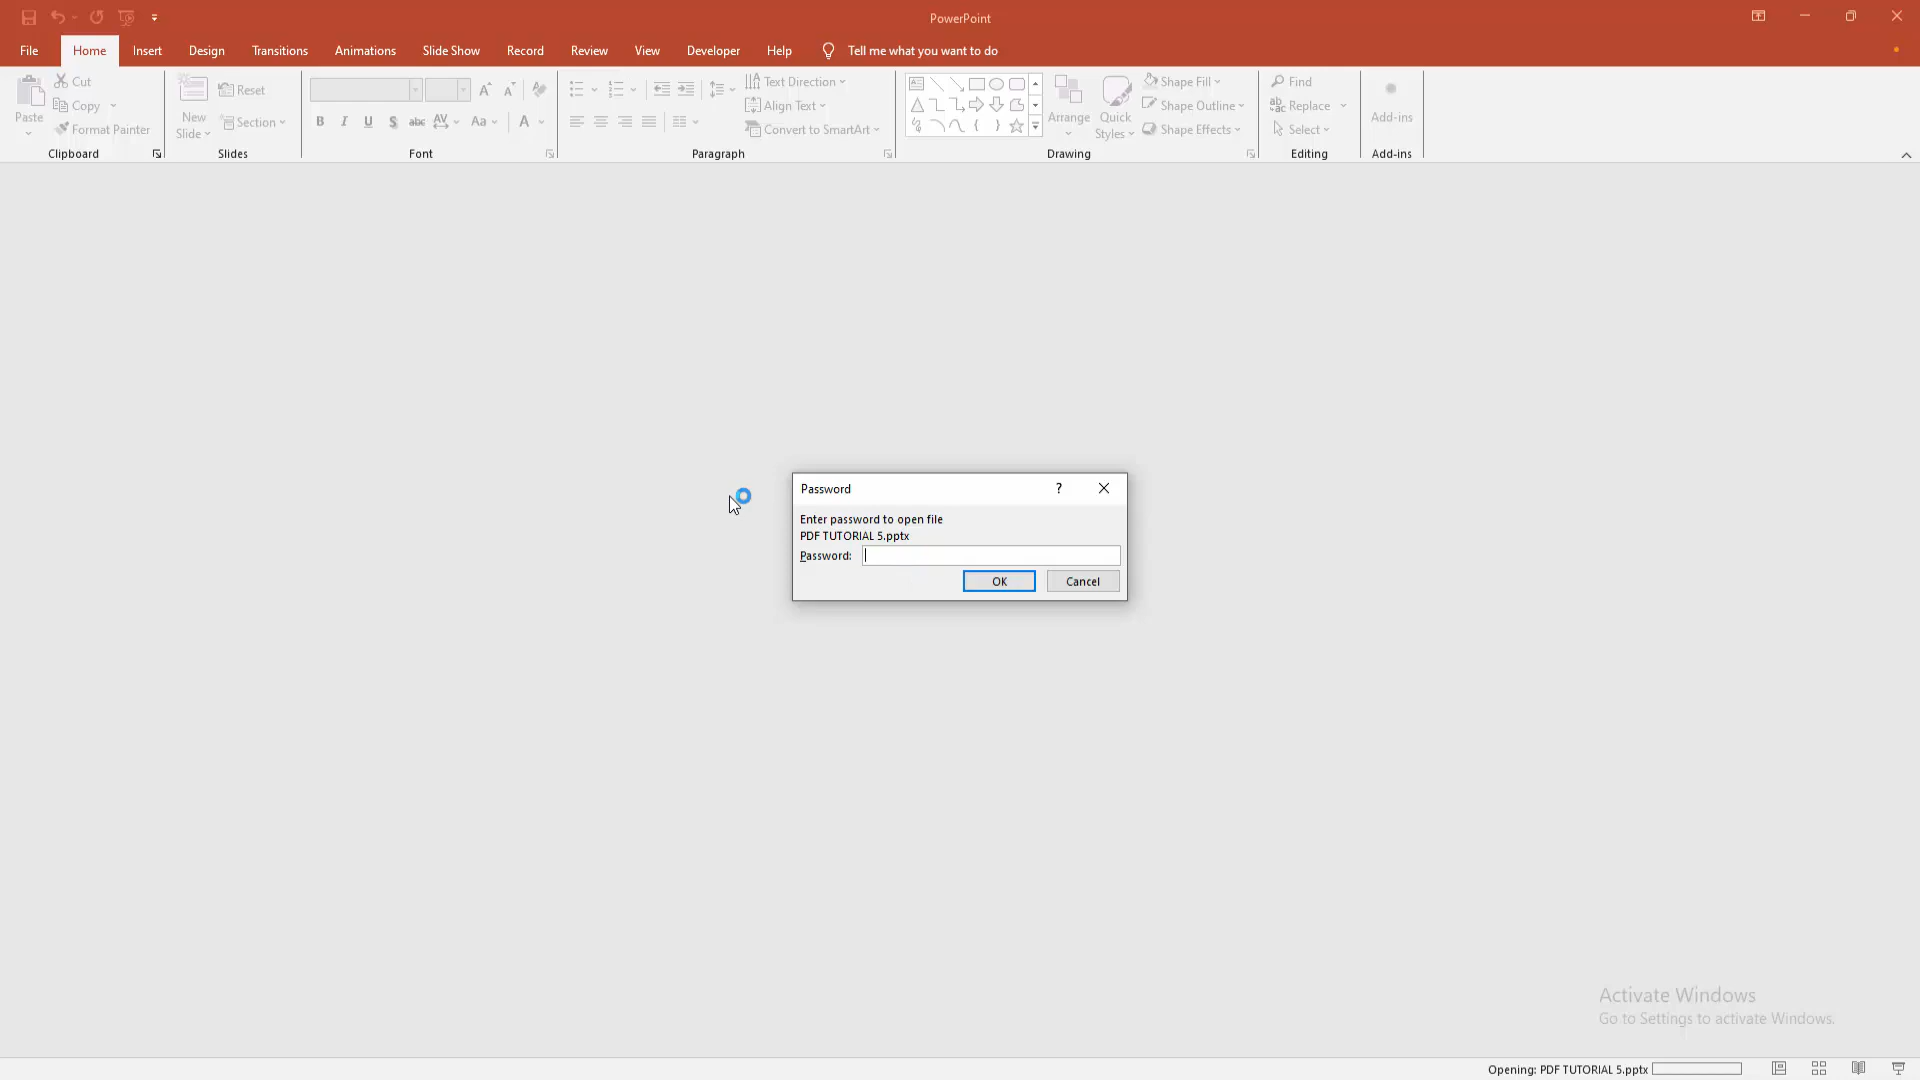 PowerPoint
File Home Insert Design Transitions Animations Slide Show Record Review View Developer Help Tell me what you want to do
Paste
Cut
Copy
Format Painter
Clipboard
New
Slide
Reset
Section
Slides
B I U S abc AV Aa A
Font
Text Direction
Align Text
Convert to SmartArt
Paragraph
Arrange
Quick
Styles
Shape Fill
Shape Outline
Shape Effects
Drawing
Find
Replace
Select
Editing
Add-ins
Add-ins
Password
Enter password to open file
PDF TUTORIAL 5.pptx
Password:
OK Cancel
Activate Windows
Go to Settings to activate Windows.
Opening: PDF TUTORIAL 5.pptx